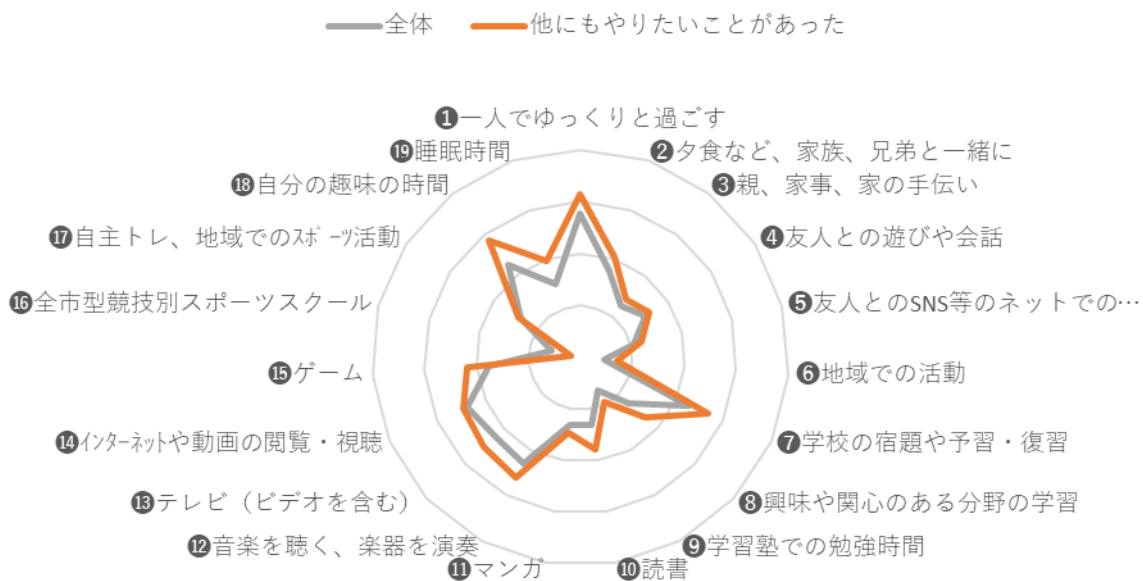 全体
他にもやりたいことがあった
❶一人でゆっくりと過ごす
❷夕食など、家族、兄弟と一緒に
❸親、家事、家の手伝い
❹友人との遊びや会話
❺友人とのSNS等のネットでの…
❻地域での活動
❼学校の宿題や予習・復習
❽興味や関心のある分野の学習
❾学習塾での勉強時間
❿読書
⓫マンガ
⓬音楽を聴く、楽器を演奏
⓭テレビ（ビデオを含む）
⓮ｲﾝﾀｰﾈｯﾄや動画の閲覧・視聴
⓯ゲーム
⓰全市型競技別スポーツスクール
⓱自主トレ、地域でのｽﾎﾟｰﾂ活動
⓲自分の趣味の時間
⓳睡眠時間